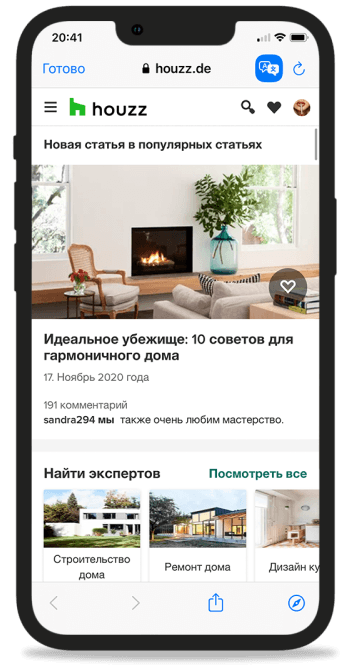 20:41
Готово
houzz.de
houzz
Новая статья в популярных статьях
Идеальное убежище: 10 советов для
гармоничного дома
17. Ноябрь 2020 года
191 комментарий
sandra294 мы также очень любим мастерство.
Найти экспертов
Посмотреть все
Строительство
дома
Ремонт дома
Дизайн ку